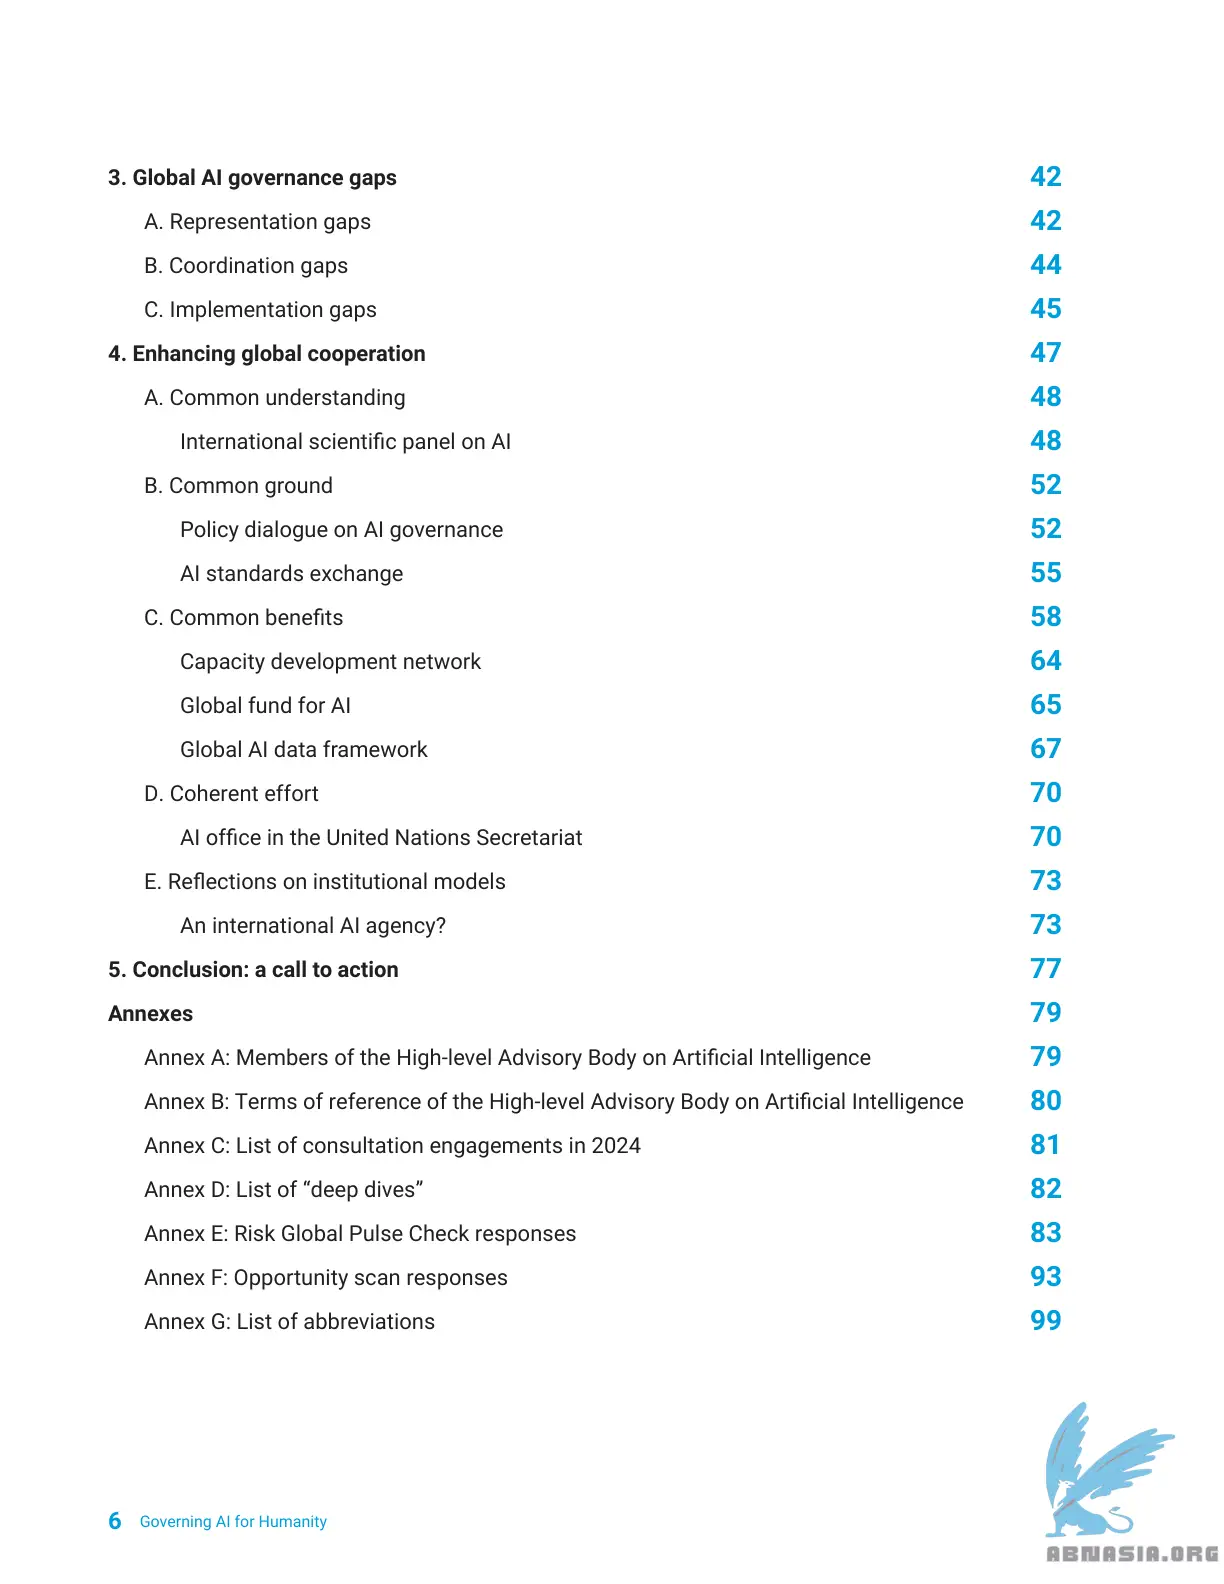 3. Global AI governance gaps 42
A. Representation gaps 42
B. Coordination gaps 44
C. Implementation gaps 45
4. Enhancing global cooperation 47
A. Common understanding 48
International scientific panel on AI 48
B. Common ground 52
Policy dialogue on AI governance 52
AI standards exchange 55
C. Common benefits 58
Capacity development network 64
Global fund for AI 65
Global AI data framework 67
D. Coherent effort 70
AI office in the United Nations Secretariat 70
E. Reflections on institutional models 73
An international AI agency? 73
5. Conclusion: a call to action 77
Annexes 79
Annex A: Members of the High-level Advisory Body on Artificial Intelligence 79
Annex B: Terms of reference of the High-level Advisory Body on Artificial Intelligence 80
Annex C: List of consultation engagements in 2024 81
Annex D: List of “deep dives” 82
Annex E: Risk Global Pulse Check responses 83
Annex F: Opportunity scan responses 93
Annex G: List of abbreviations 99
6 Governing AI for Humanity
ABNASIA.ORG